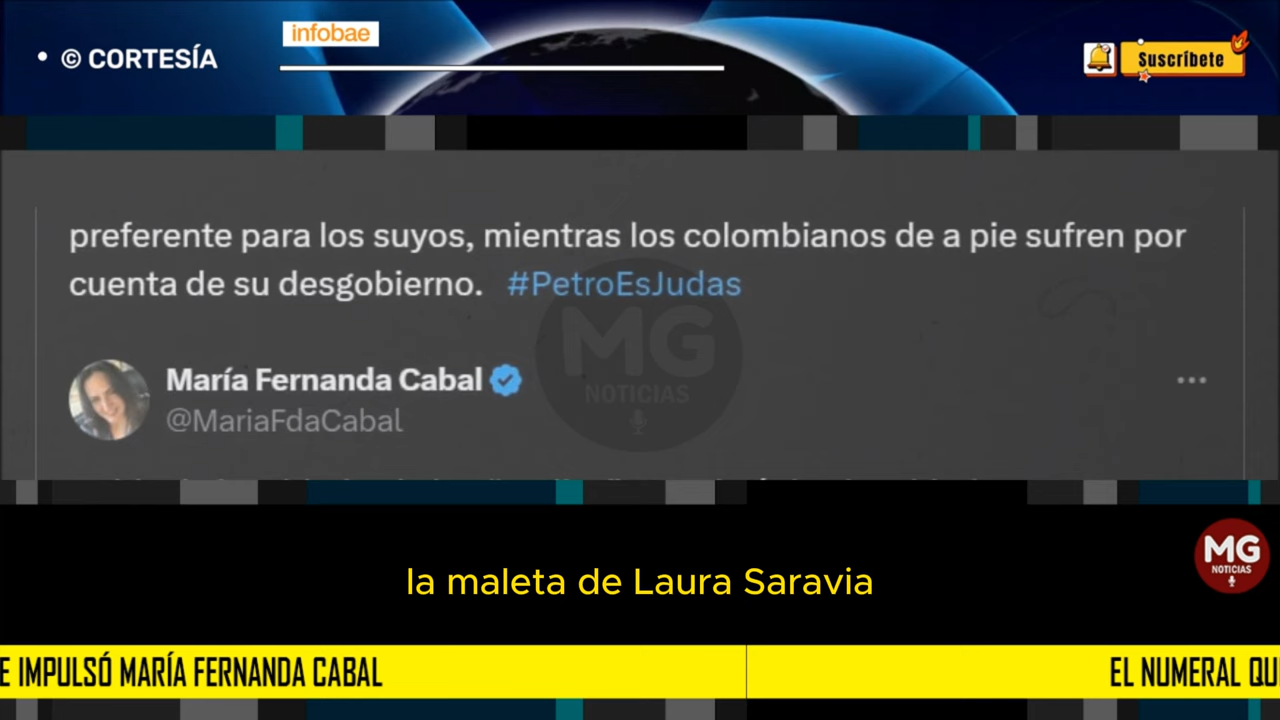 infobae
• © CORTESÍA
Suscríbete
preferente para los suyos, mientras los colombianos de a pie sufren por
cuenta de su desgobierno. #PetroEsJudas
MG
NOTICIAS
María Fernanda Cabal
@MariaFdaCabal
la maleta de Laura Saravia
MG
NOTICIAS
E IMPULSÓ MARÍA FERNANDA CABAL
EL NUMERAL QU